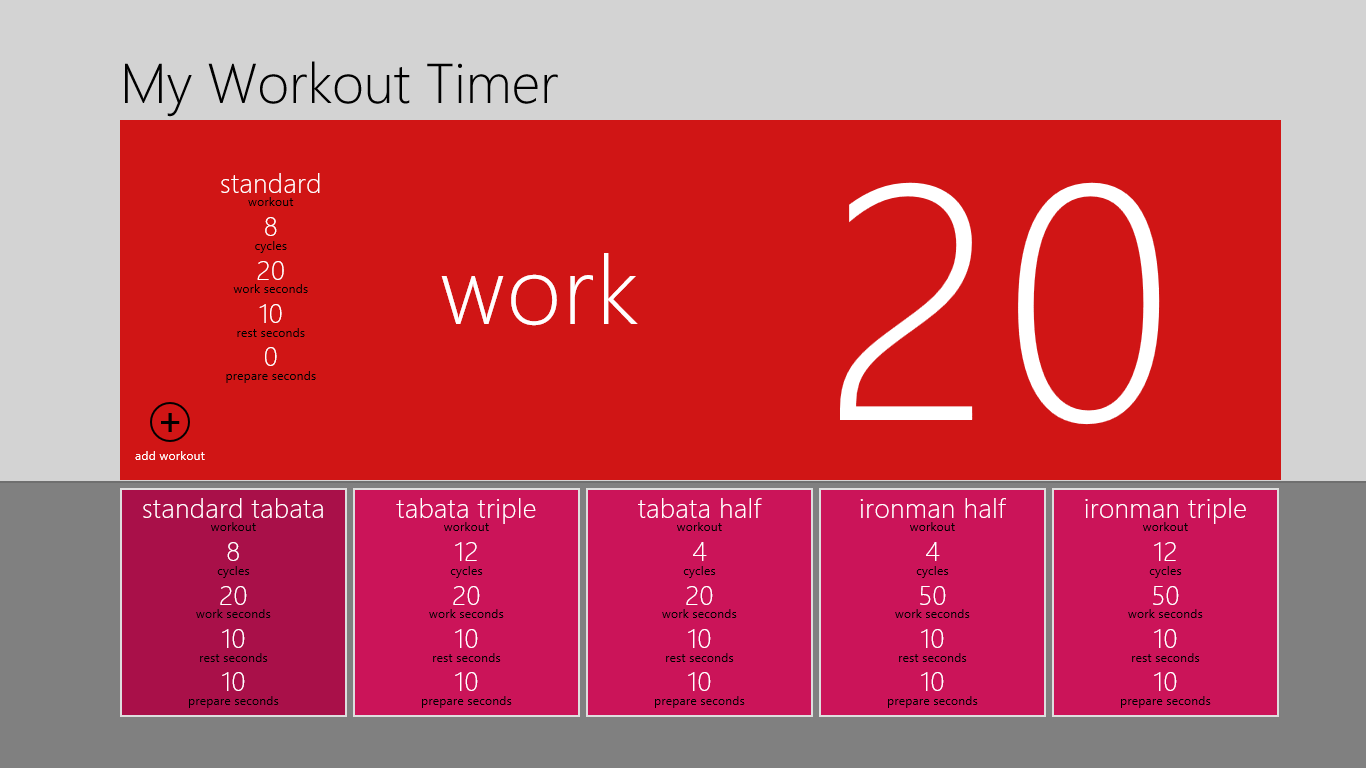 My Workout Timer
standard
workout
8
cycles
20
work seconds
10
rest seconds
0
prepare seconds
add workout
work
20
standard tabata
workout
8
cycles
20
work seconds
10
rest seconds
10
prepare seconds
tabata triple
workout
12
cycles
20
work seconds
10
rest seconds
10
prepare seconds
tabata half
workout
4
cycles
20
work seconds
10
rest seconds
10
prepare seconds
ironman half
workout
4
cycles
50
work seconds
10
rest seconds
10
prepare seconds
ironman triple
workout
12
cycles
50
work seconds
10
rest seconds
10
prepare seconds